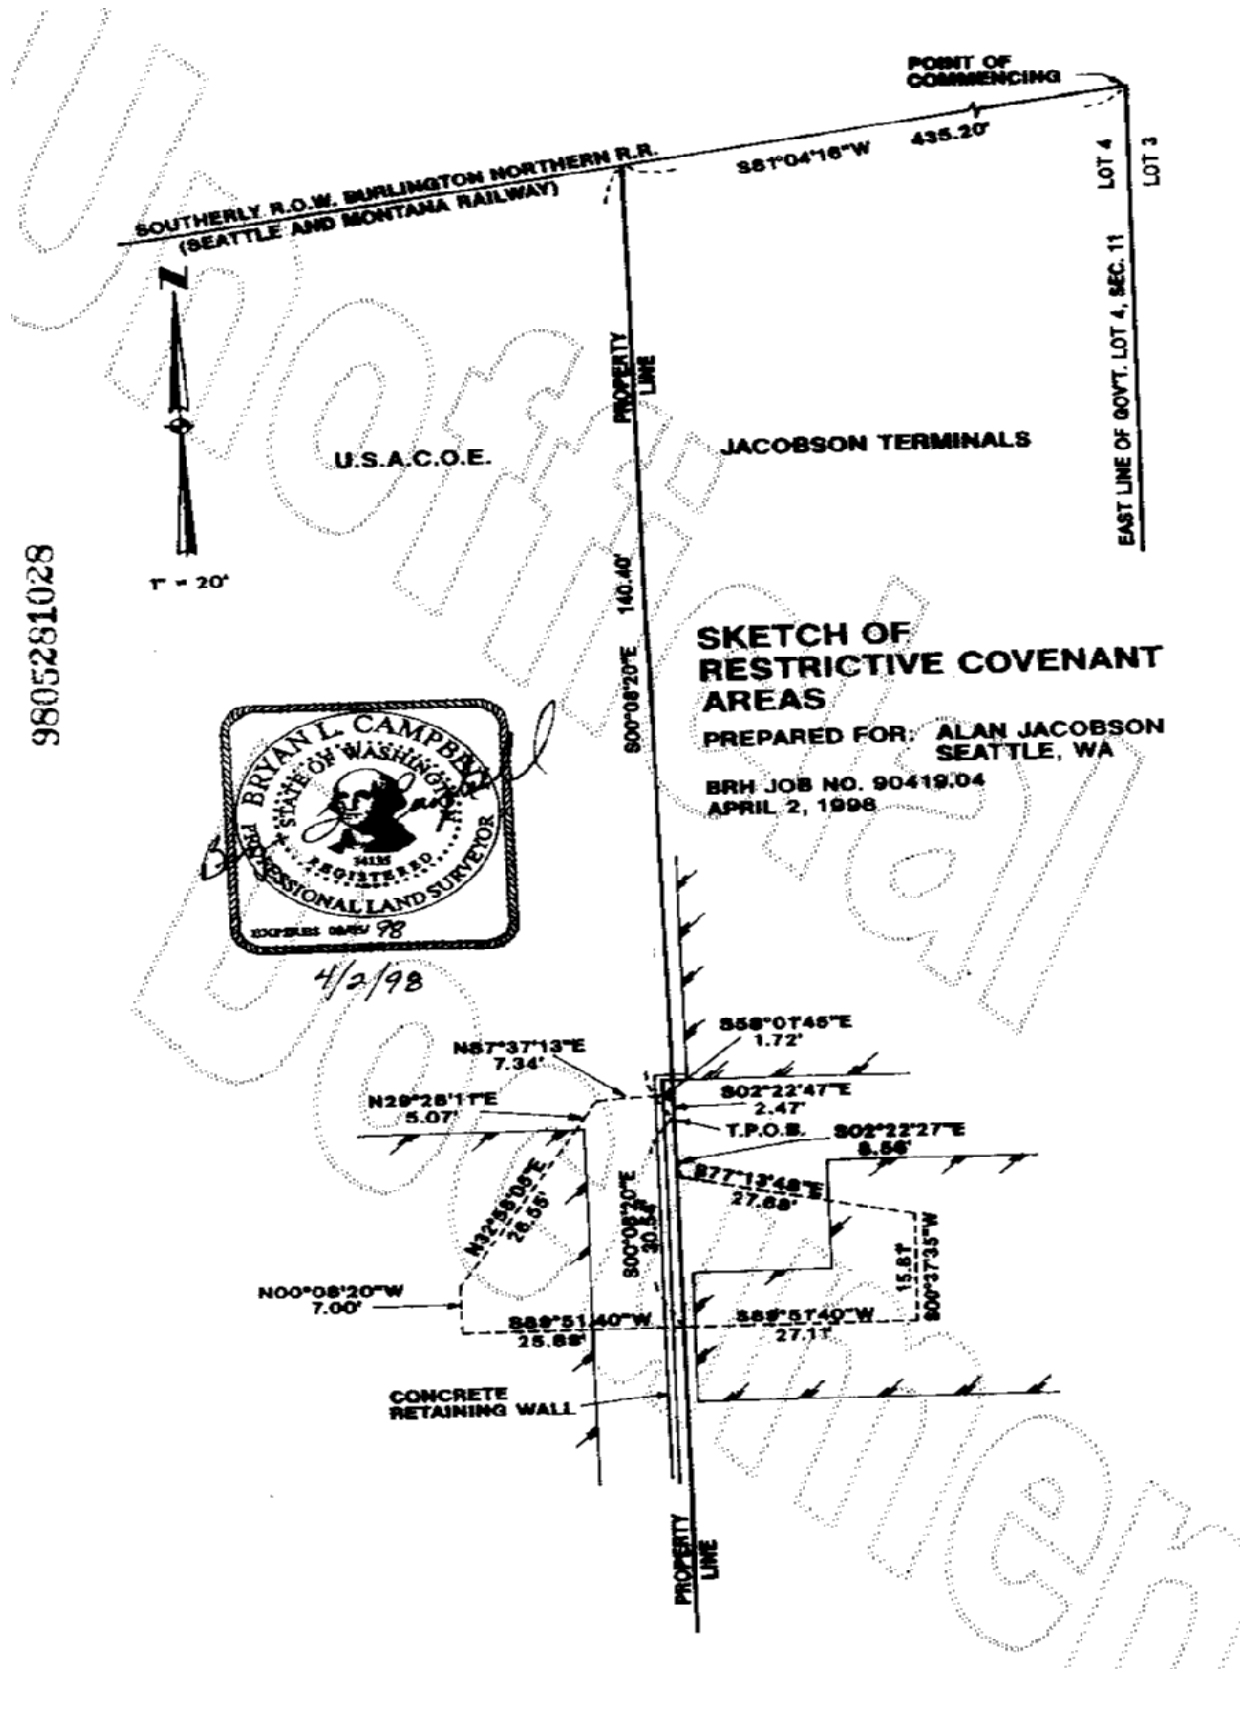 POINT OF
COMMENCING
435.20'
S81°04'16"W
LOT 4
LOT 3
SOUTHERLY R.O.W. BURLINGTON NORTHERN R.R.
(SEATTLE AND MONTANA RAILWAY)
EAST LINE OF GOV'T. LOT 4, SEC. 11
PROPERTY
LINE
U.S.A.C.O.E.
JACOBSON TERMINALS
1" = 20'
9805281028
S00°08'20"E 140.40'
SKETCH OF
RESTRICTIVE COVENANT
AREAS
PREPARED FOR: ALAN JACOBSON
SEATTLE, WA
BRH JOB NO. 90419.04
APRIL 2, 1998
BRYAN L. CAMPBELL
STATE OF WASHINGTON
REGISTERED
PROFESSIONAL LAND SURVEYOR
EXPIRES 98
4/2/98
S58°01'45"E
1.72'
N87°37'13"E
7.34'
S02°22'47"E
2.47'
N29°28'11"E
5.07'
T.P.O.B.
S02°22'27"E
8.56'
S77°13'48"E
27.68'
S00°08'20"E
30.54'
15.61'
S00°37'35"W
N00°08'20"W
7.00'
S89°51'40"W
25.88'
S89°51'40"W
27.11'
CONCRETE
RETAINING WALL
PROPERTY
LINE
Unofficial
Document